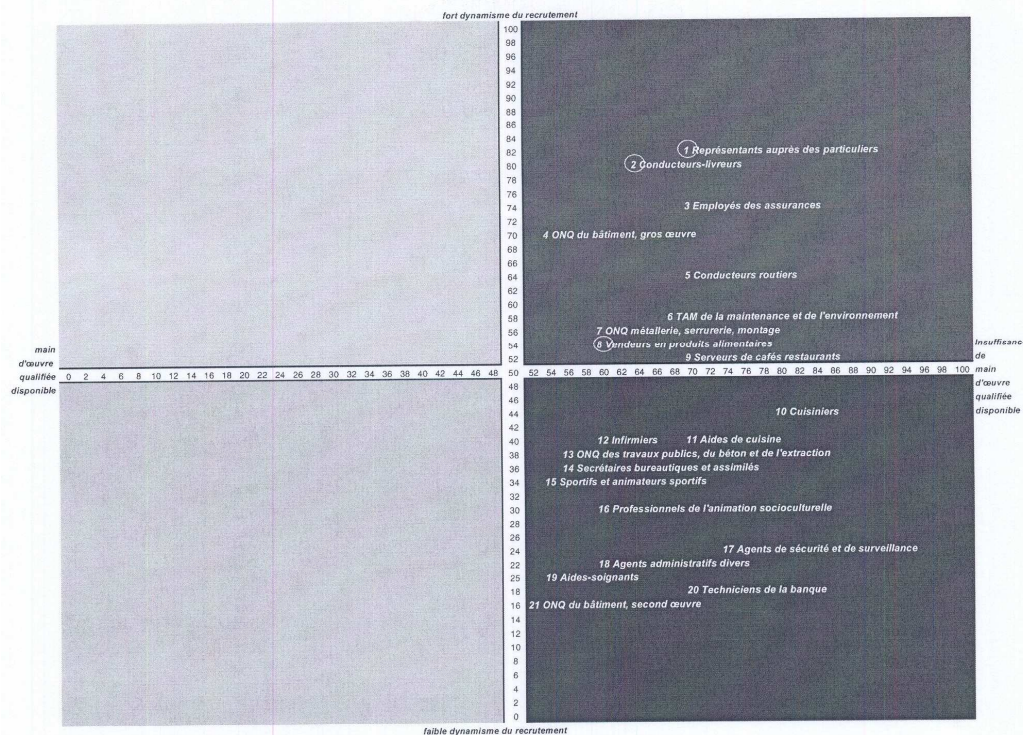 fort dynamisme du recrutement
100
98
96
94
92
90
88
86
84
82
80
78
76
74
72
70
68
66
64
62
60
58
56
54
52
50
48
46
44
42
40
38
36
34
32
30
28
26
24
22
25
18
16
14
12
10
8
6
4
2
0
1 Représentants auprès des particuliers
2 Conducteurs-livreurs
3 Employés des assurances
4 ONQ du bâtiment, gros œuvre
5 Conducteurs routiers
6 TAM de la maintenance et de l'environnement
7 ONQ métallerie, serrurerie, montage
8 Vendeurs en produits alimentaires
9 Serveurs de cafés restaurants
main
d'œuvre
qualifiée
disponible
0 2 4 6 8 10 12 14 16 18 20 22 24 26 28 30 32 34 36 38 40 42 44 46 48
52 54 56 58 60 62 64 66 68 70 72 74 76 78 80 82 84 86 88 90 92 94 96 98 100
Insuffisanc
de
main
d'œuvre
qualifiée
disponible
10 Cuisiniers
12 Infirmiers
11 Aides de cuisine
13 ONQ des travaux publics, du béton et de l'extraction
14 Secrétaires bureautiques et assimilés
15 Sportifs et animateurs sportifs
16 Professionnels de l'animation socioculturelle
17 Agents de sécurité et de surveillance
18 Agents administratifs divers
19 Aides-soignants
20 Techniciens de la banque
21 ONQ du bâtiment, second œuvre
faible dynamisme du recrutement